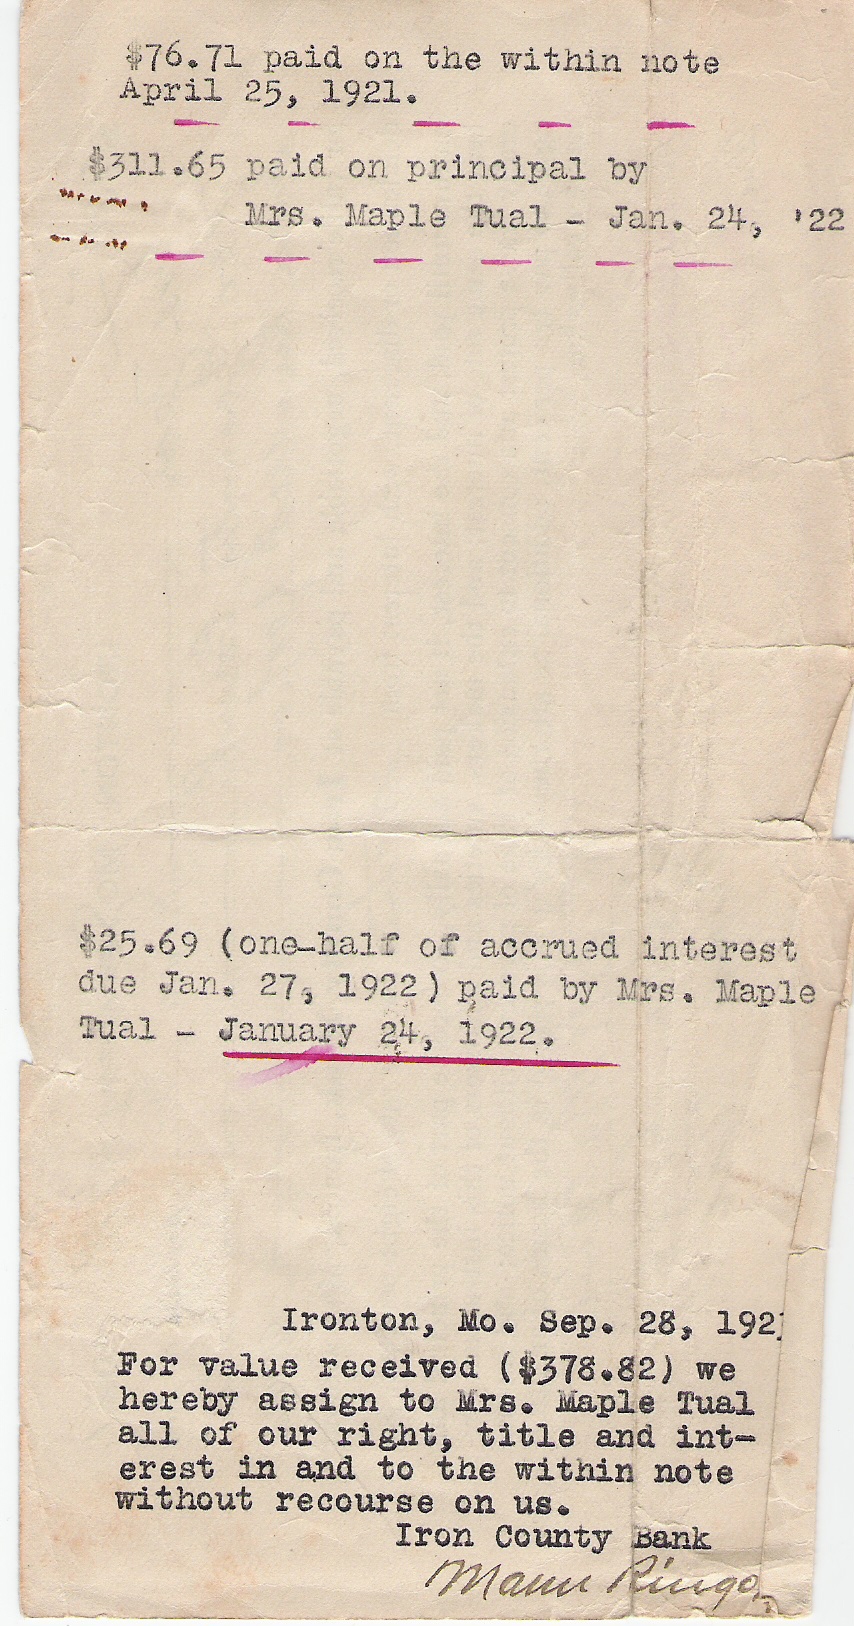 $76.71 paid on the within note
April 25, 1921.
$311.65 paid on principal by
Mrs. Maple Tual - Jan. 24, '22
$25.69 (one-half of accrued interest
due Jan. 27, 1922) paid by Mrs. Maple
Tual - January 24, 1922.
Ironton, Mo. Sep. 28, 192
For value received ($378.82) we
hereby assign to Mrs. Maple Tual
all of our right, title and int-
erest in and to the within note
without recourse on us.
Iron County Bank
Mann Ringo